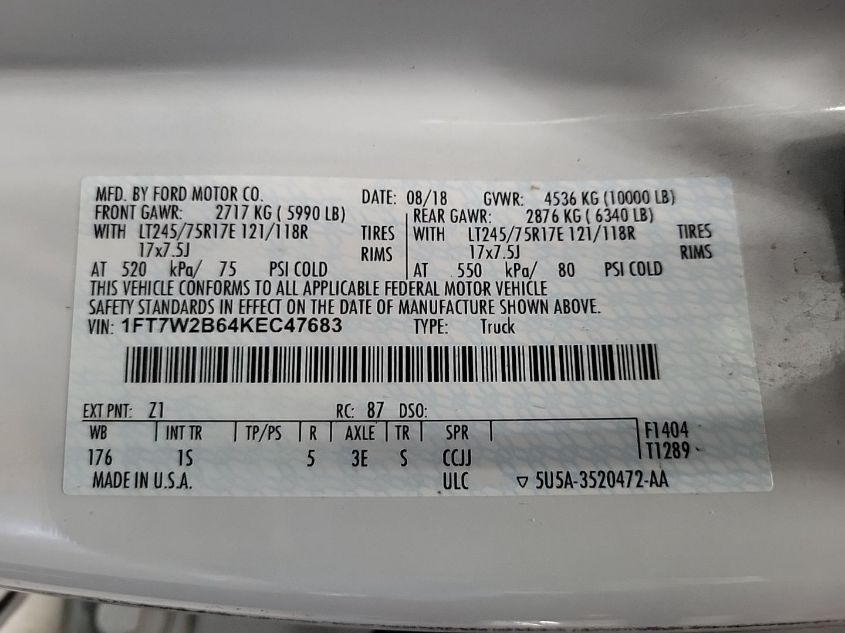 MFD. BY FORD MOTOR CO. DATE: 08/18 GVWR: 4536 KG (10000 LB)
FRONT GAWR: 2717 KG ( 5990 LB) REAR GAWR: 2876 KG ( 6340 LB)
WITH LT245/75R17E 121/118R TIRES WITH LT245/75R17E 121/118R TIRES
17x7.5J RIMS 17x7.5J RIMS
AT 520 kPa/ 75 PSI COLD AT 550 kPa/ 80 PSI COLD
THIS VEHICLE CONFORMS TO ALL APPLICABLE FEDERAL MOTOR VEHICLE
SAFETY STANDARDS IN EFFECT ON THE DATE OF MANUFACTURE SHOWN ABOVE.
VIN: 1FT7W2B64KEC47683 TYPE: Truck
EXT PNT: Z1 RC: 87 DSO:
WB INT TR TP/PS R AXLE TR SPR F1404
176 1S 5 3E S CCJJ T1289
MADE IN U.S.A. ULC ▽ 5U5A-3520472-AA